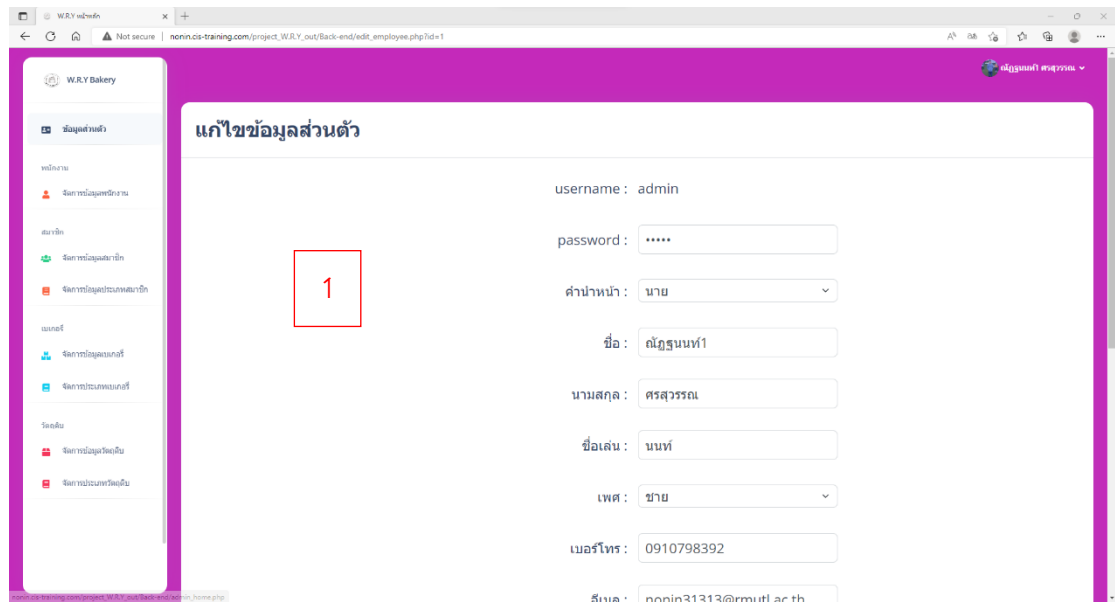 W.R.Y หน้าหลัก
Not secure
nonin.cis-training.com/project_W.R.Y_out/Back-end/edit_employee.php?id=1
W.R.Y Bakery
ณัฏฐนนท์1 ศรสุวรรณ
ข้อมูลส่วนตัว
พนักงาน
จัดการข้อมูลพนักงาน
สมาชิก
จัดการข้อมูลสมาชิก
จัดการข้อมูลประเภทสมาชิก
เบเกอรี่
จัดการข้อมูลเบเกอรี่
จัดการประเภทเบเกอรี่
วัตถุดิบ
จัดการข้อมูลวัตถุดิบ
จัดการประเภทวัตถุดิบ
แก้ไขข้อมูลส่วนตัว
1
username : admin
password : •••••
คำนำหน้า : นาย
ชื่อ : ณัฏฐนนท์1
นามสกุล : ศรสุวรรณ
ชื่อเล่น : นนท์
เพศ : ชาย
เบอร์โทร : 0910798392
อีเมล : nonin31313@rmutl.ac.th
nonin.cis-training.com/project_W.R.Y_out/Back-end/admin_home.php